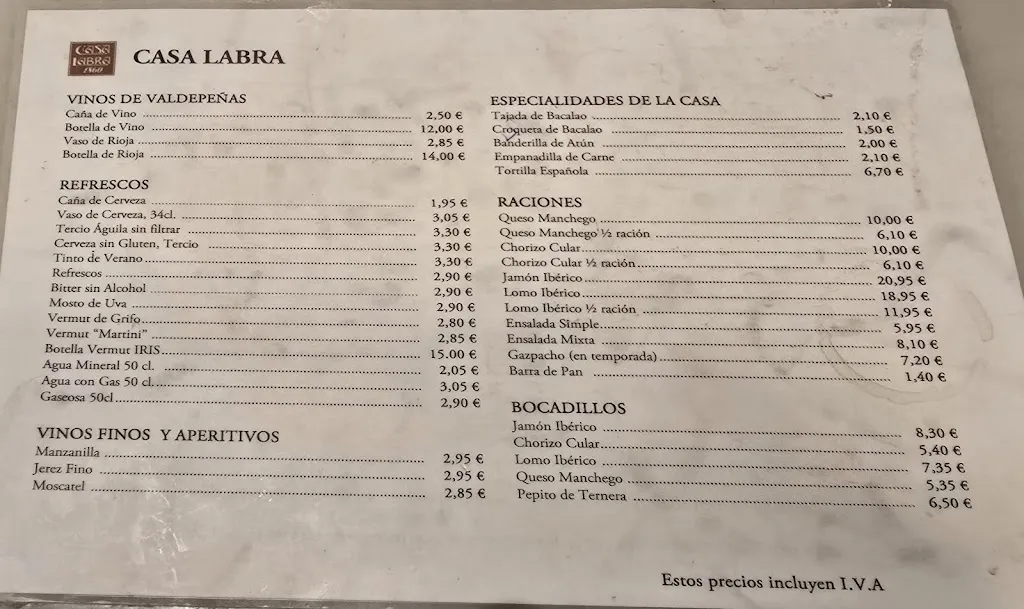 CASA LABRA 1860
CASA LABRA
VINOS DE VALDEPEÑAS
Caña de Vino 2,50 €
Botella de Vino 12,00 €
Vaso de Rioja 2,85 €
Botella de Rioja 14,00 €
REFRESCOS
Caña de Cerveza 1,95 €
Vaso de Cerveza, 34cl. 3,05 €
Tercio Águila sin filtrar 3,30 €
Cerveza sin Gluten, Tercio 3,30 €
Tinto de Verano 3,30 €
Refrescos 2,90 €
Bitter sin Alcohol 2,90 €
Mosto de Uva 2,90 €
Vermut de Grifo 2,80 €
Vermut “Martini” 2,85 €
Botella Vermut IRIS 15.00 €
Agua Mineral 50 cl. 2,05 €
Agua con Gas 50 cl. 3,05 €
Gaseosa 50cl 2,90 €
VINOS FINOS Y APERITIVOS
Manzanilla 2,95 €
Jerez Fino 2,95 €
Moscatel 2,85 €
ESPECIALIDADES DE LA CASA
Tajada de Bacalao 2,10 €
Croqueta de Bacalao 1,50 €
Banderilla de Atún 2,00 €
Empanadilla de Carne 2,10 €
Tortilla Española 6,70 €
RACIONES
Queso Manchego 10,00 €
Queso Manchego ½ ración 6,10 €
Chorizo Cular 10,00 €
Chorizo Cular ½ ración 6,10 €
Jamón Ibérico 20,95 €
Lomo Ibérico 18,95 €
Lomo Ibérico ½ ración 11,95 €
Ensalada Simple 5,95 €
Ensalada Mixta 8,10 €
Gazpacho (en temporada) 7,20 €
Barra de Pan 1,40 €
BOCADILLOS
Jamón Ibérico 8,30 €
Chorizo Cular 5,40 €
Lomo Ibérico 7,35 €
Queso Manchego 5,35 €
Pepito de Ternera 6,50 €
Estos precios incluyen I.V.A